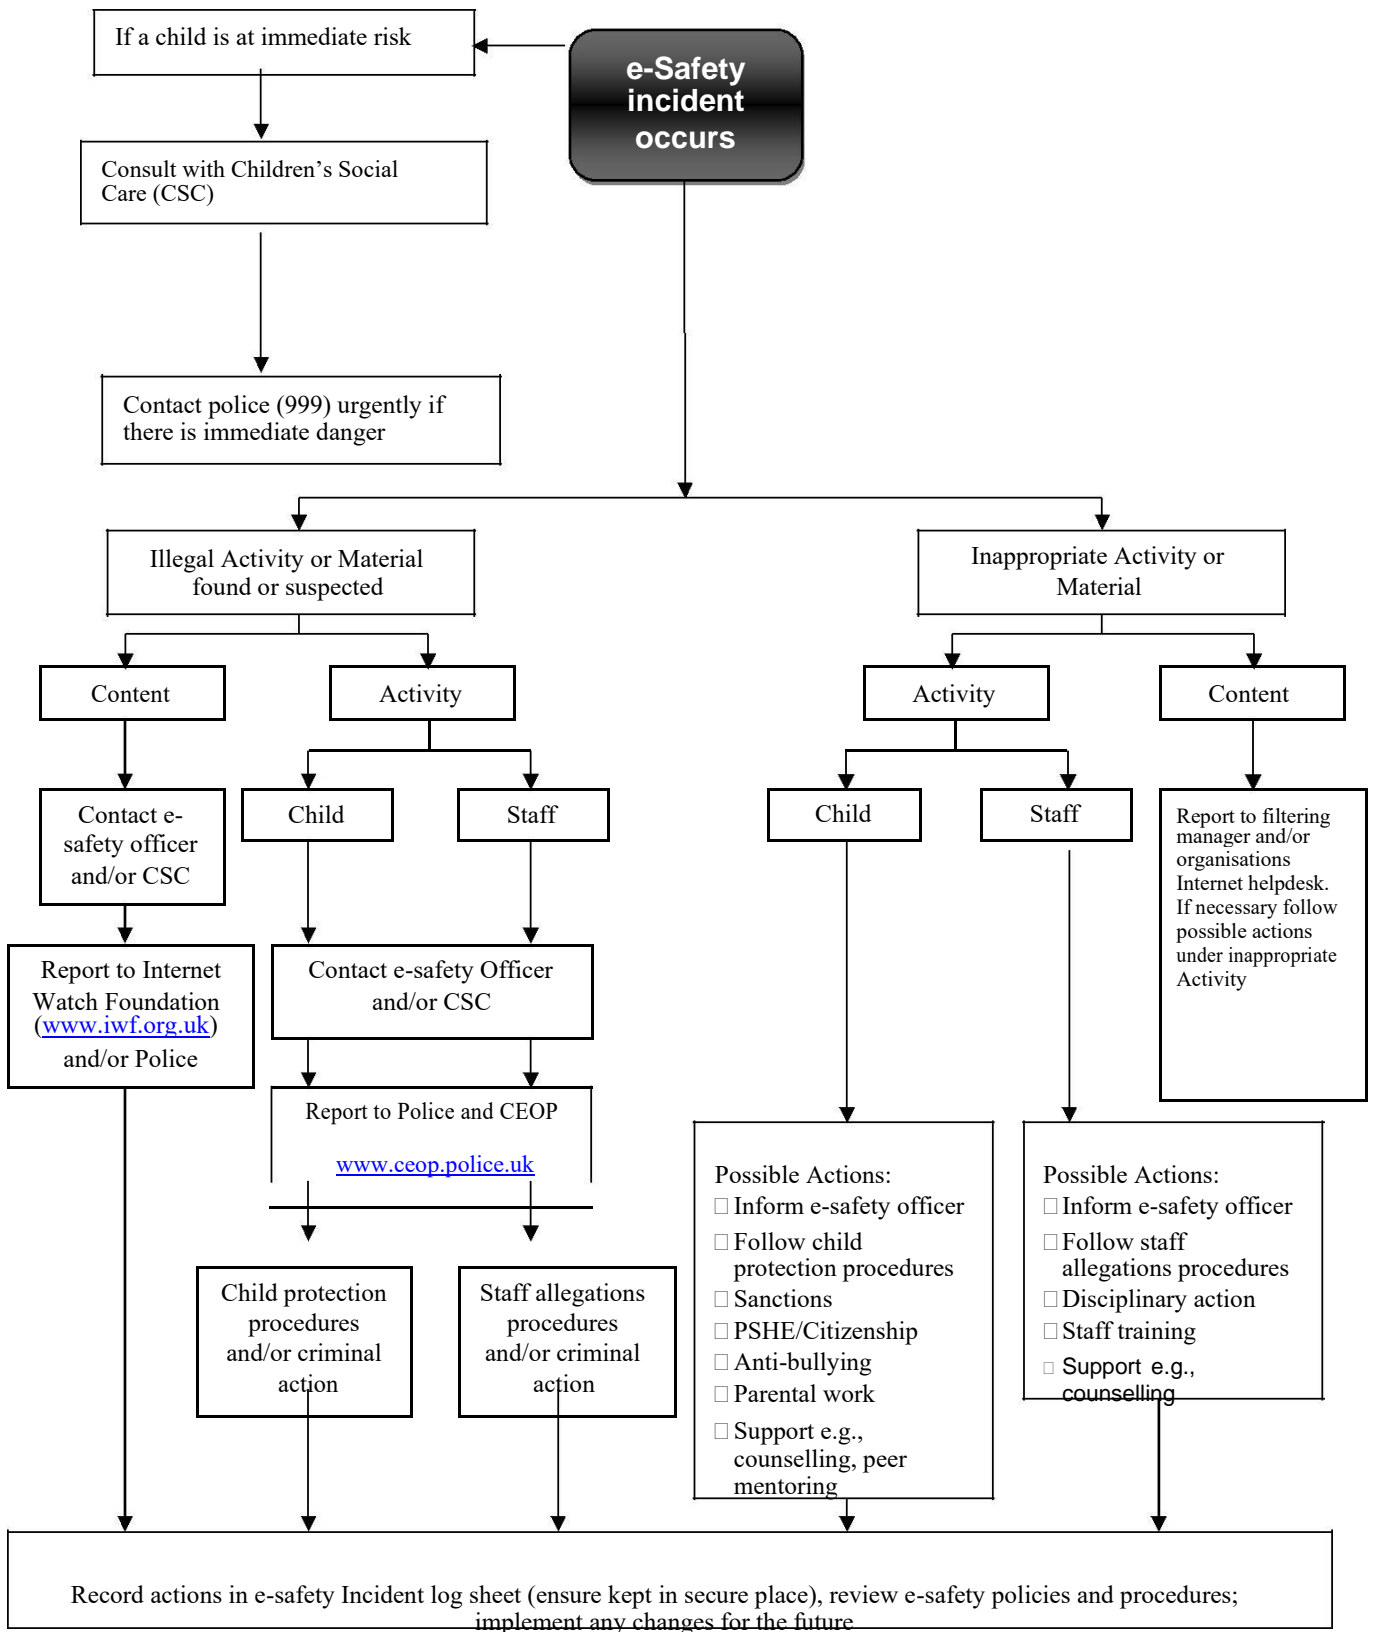 If a child is at immediate risk
e-Safety
incident
occurs
Consult with Children’s Social
Care (CSC)
Contact police (999) urgently if
there is immediate danger
Illegal Activity or Material
found or suspected
Inappropriate Activity or
Material
Content
Activity
Activity
Content
Contact e-
safety officer
and/or CSC
Child
Staff
Child
Staff
Report to filtering
manager and/or
organisations
Internet helpdesk.
If necessary follow
possible actions
under inappropriate
Activity
Report to Internet
Watch Foundation
(www.iwf.org.uk)
and/or Police
Contact e-safety Officer
and/or CSC
Report to Police and CEOP
www.ceop.police.uk
Child protection
procedures
and/or criminal
action
Staff allegations
procedures
and/or criminal
action
Possible Actions:
Inform e-safety officer
Follow child
protection procedures
Sanctions
PSHE/Citizenship
Anti-bullying
Parental work
Support e.g.,
counselling, peer
mentoring
Possible Actions:
Inform e-safety officer
Follow staff
allegations procedures
Disciplinary action
Staff training
Support e.g.,
counselling
Record actions in e-safety Incident log sheet (ensure kept in secure place), review e-safety policies and procedures;
implement any changes for the future